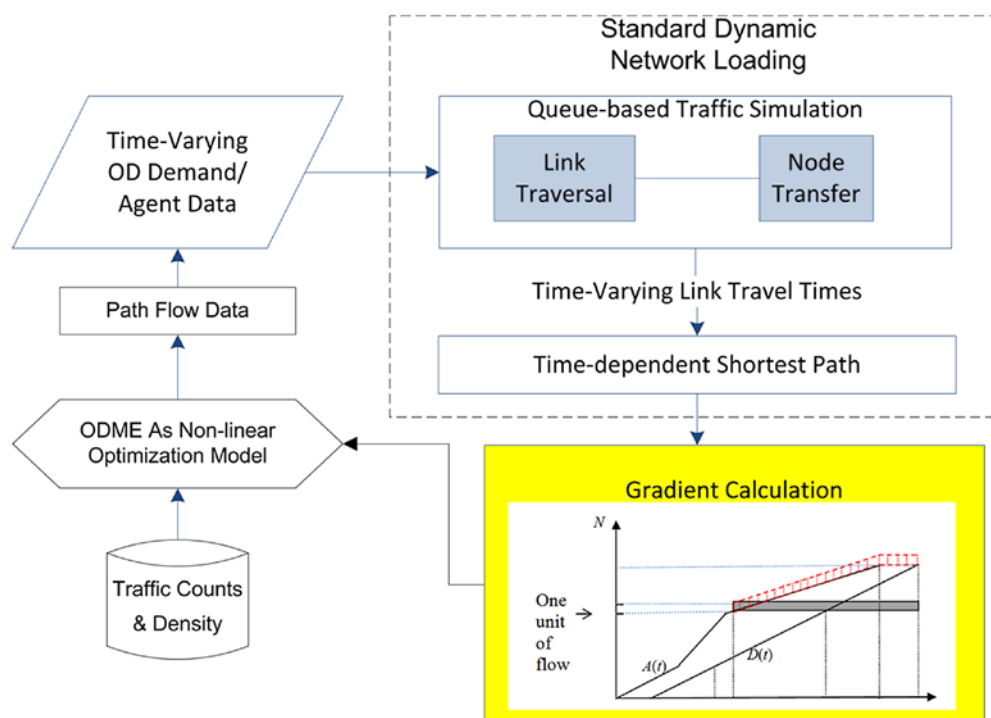 Standard Dynamic
Network Loading
Queue-based Traffic Simulation
Link
Traversal
Node
Transfer
Time-Varying
OD Demand/
Agent Data
Time-Varying Link Travel Times
Path Flow Data
Time-dependent Shortest Path
ODME As Non-linear
Optimization Model
Gradient Calculation
N
One
unit
of
flow
A(t)
D(t)
Traffic Counts
& Density